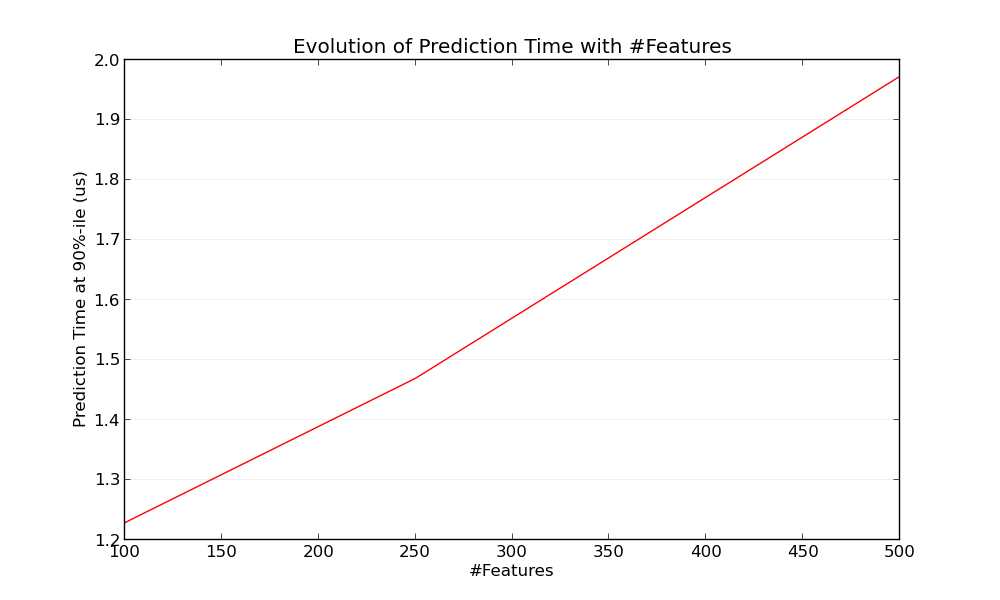 Evolution of Prediction Time with #Features
Prediction Time at 90%-ile (us)
2.0
1.9
1.8
1.7
1.6
1.5
1.4
1.3
1.2
100 150 200 250 300 350 400 450 500
#Features